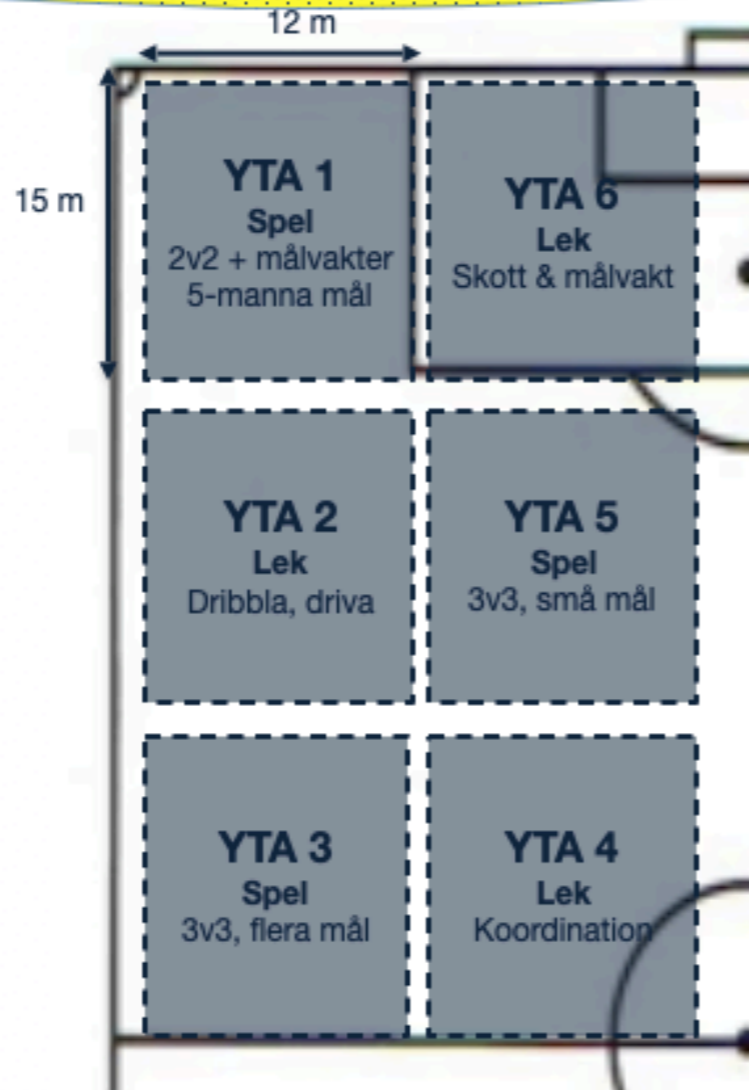 12 m
15 m
YTA 1
Spel
2v2 + målvakter
5-manna mål
YTA 6
Lek
Skott & målvakt
YTA 2
Lek
Dribbla, driva
YTA 5
Spel
3v3, små mål
YTA 3
Spel
3v3, flera mål
YTA 4
Lek
Koordination